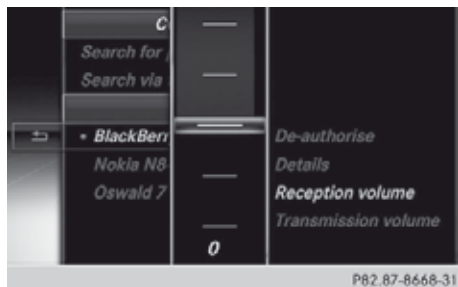 Search for
Search via
BlackBerr
Nokia N8-
Oswald 7
De-authorise
Details
Reception volume
Transmission volume
0
P82.87-8668-31